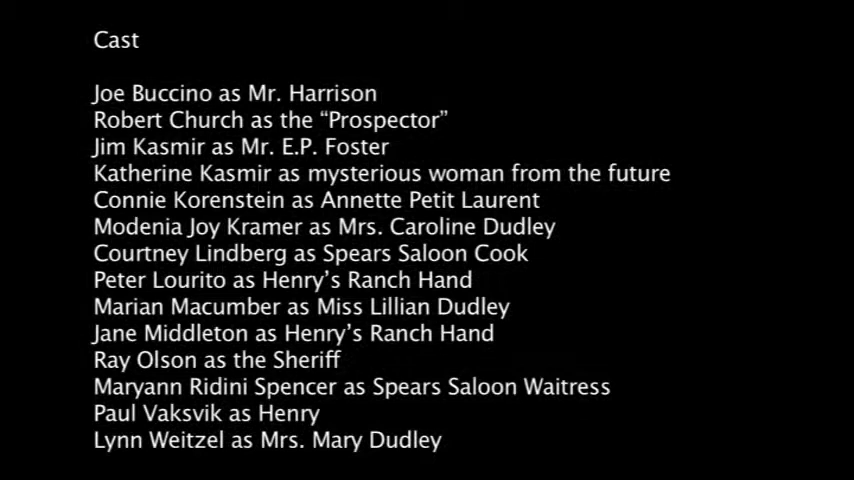 Cast
Joe Buccino as Mr. Harrison
Robert Church as the “Prospector”
Jim Kasmir as Mr. E.P. Foster
Katherine Kasmir as mysterious woman from the future
Connie Korenstein as Annette Petit Laurent
Modenia Joy Kramer as Mrs. Caroline Dudley
Courtney Lindberg as Spears Saloon Cook
Peter Lourito as Henry’s Ranch Hand
Marian Macumber as Miss Lillian Dudley
Jane Middleton as Henry’s Ranch Hand
Ray Olson as the Sheriff
Maryann Ridini Spencer as Spears Saloon Waitress
Paul Vaksvik as Henry
Lynn Weitzel as Mrs. Mary Dudley